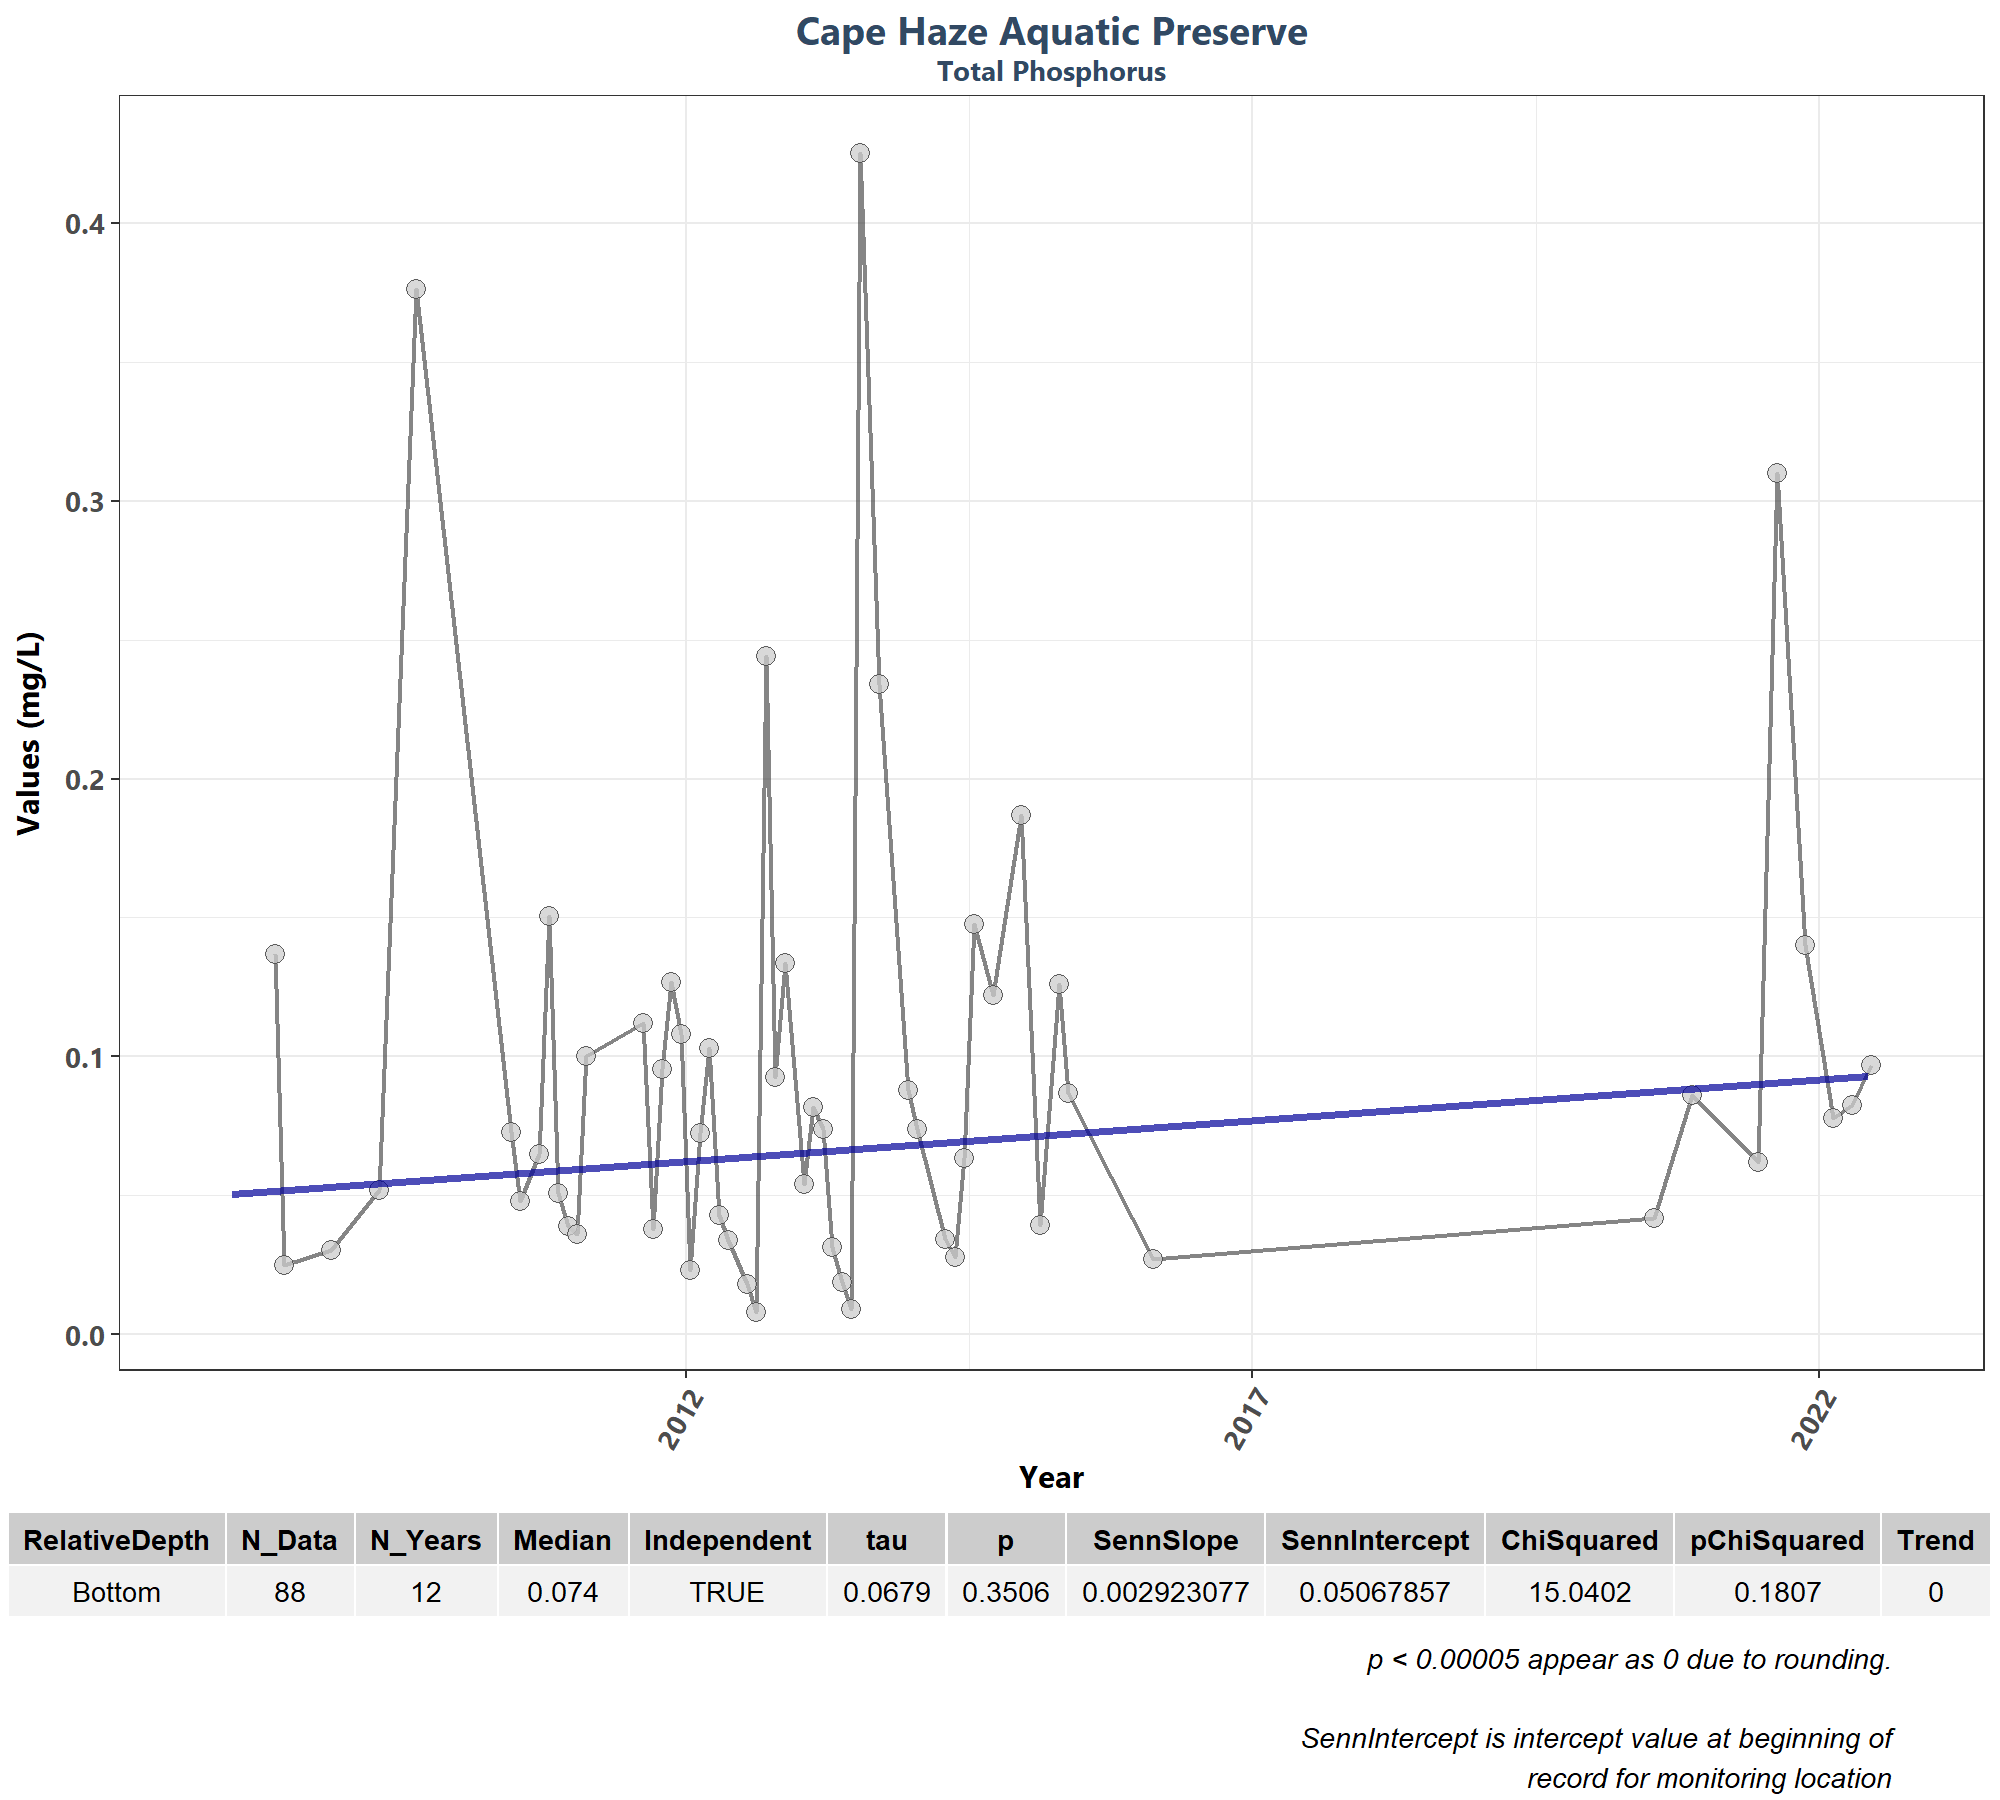 Cape Haze Aquatic Preserve
Total Phosphorus
Values (mg/L)
0.4
0.3
0.2
0.1
0.0
2012 2017 2022
Year
RelativeDepth N_Data N_Years Median Independent tau p SennSlope SennIntercept ChiSquared pChiSquared Trend
Bottom 88 12 0.074 TRUE 0.0679 0.3506 0.002923077 0.05067857 15.0402 0.1807 0
p < 0.00005 appear as 0 due to rounding.
SennIntercept is intercept value at beginning of
record for monitoring location